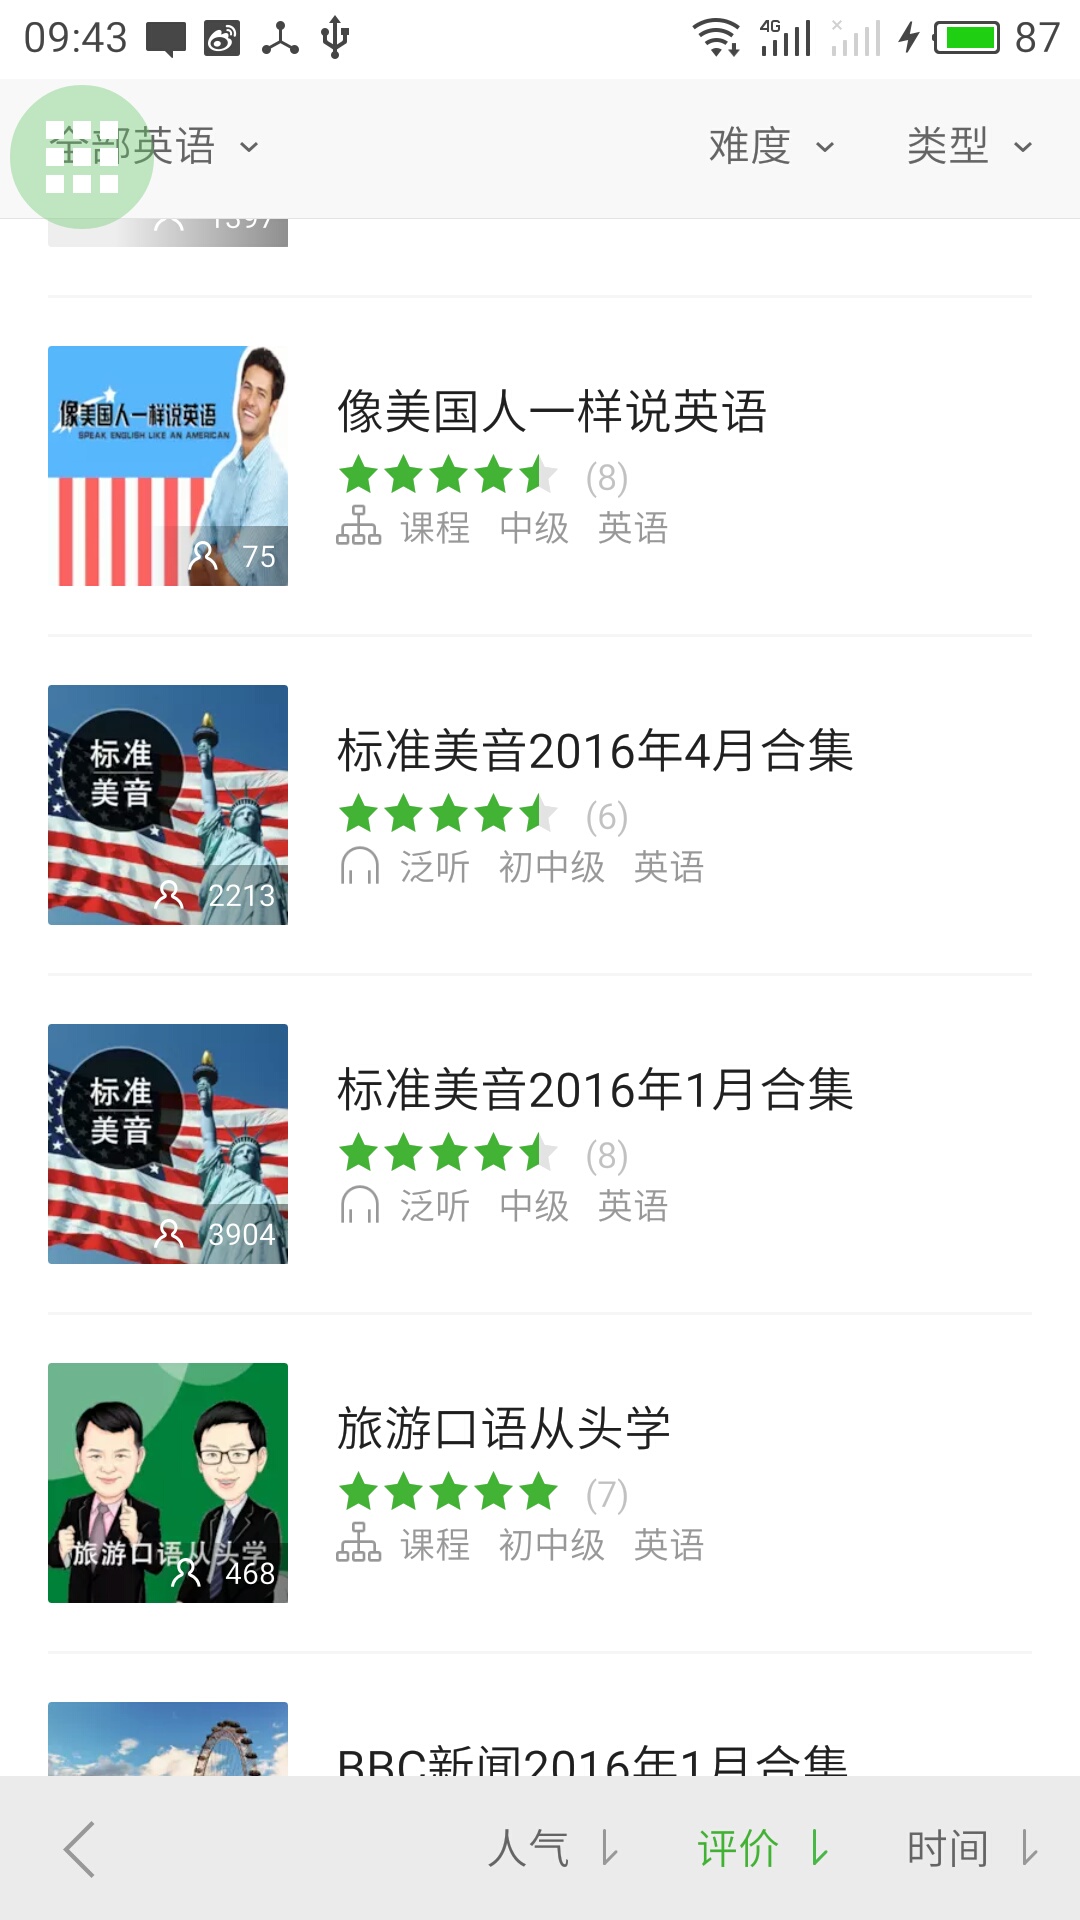 09:43 4G 87
全部英语 难度 类型
1397
像美国人一样说英语
SPEAK ENGLISH LIKE AN AMERICAN
75
像美国人一样说英语
(8)
课程 中级 英语
标准
美音
2213
标准美音2016年4月合集
(6)
泛听 初中级 英语
标准
美音
3904
标准美音2016年1月合集
(8)
泛听 中级 英语
旅游口语从头学
468
旅游口语从头学
(7)
课程 初中级 英语
BBC新闻2016年1月合集
人气 评价 时间